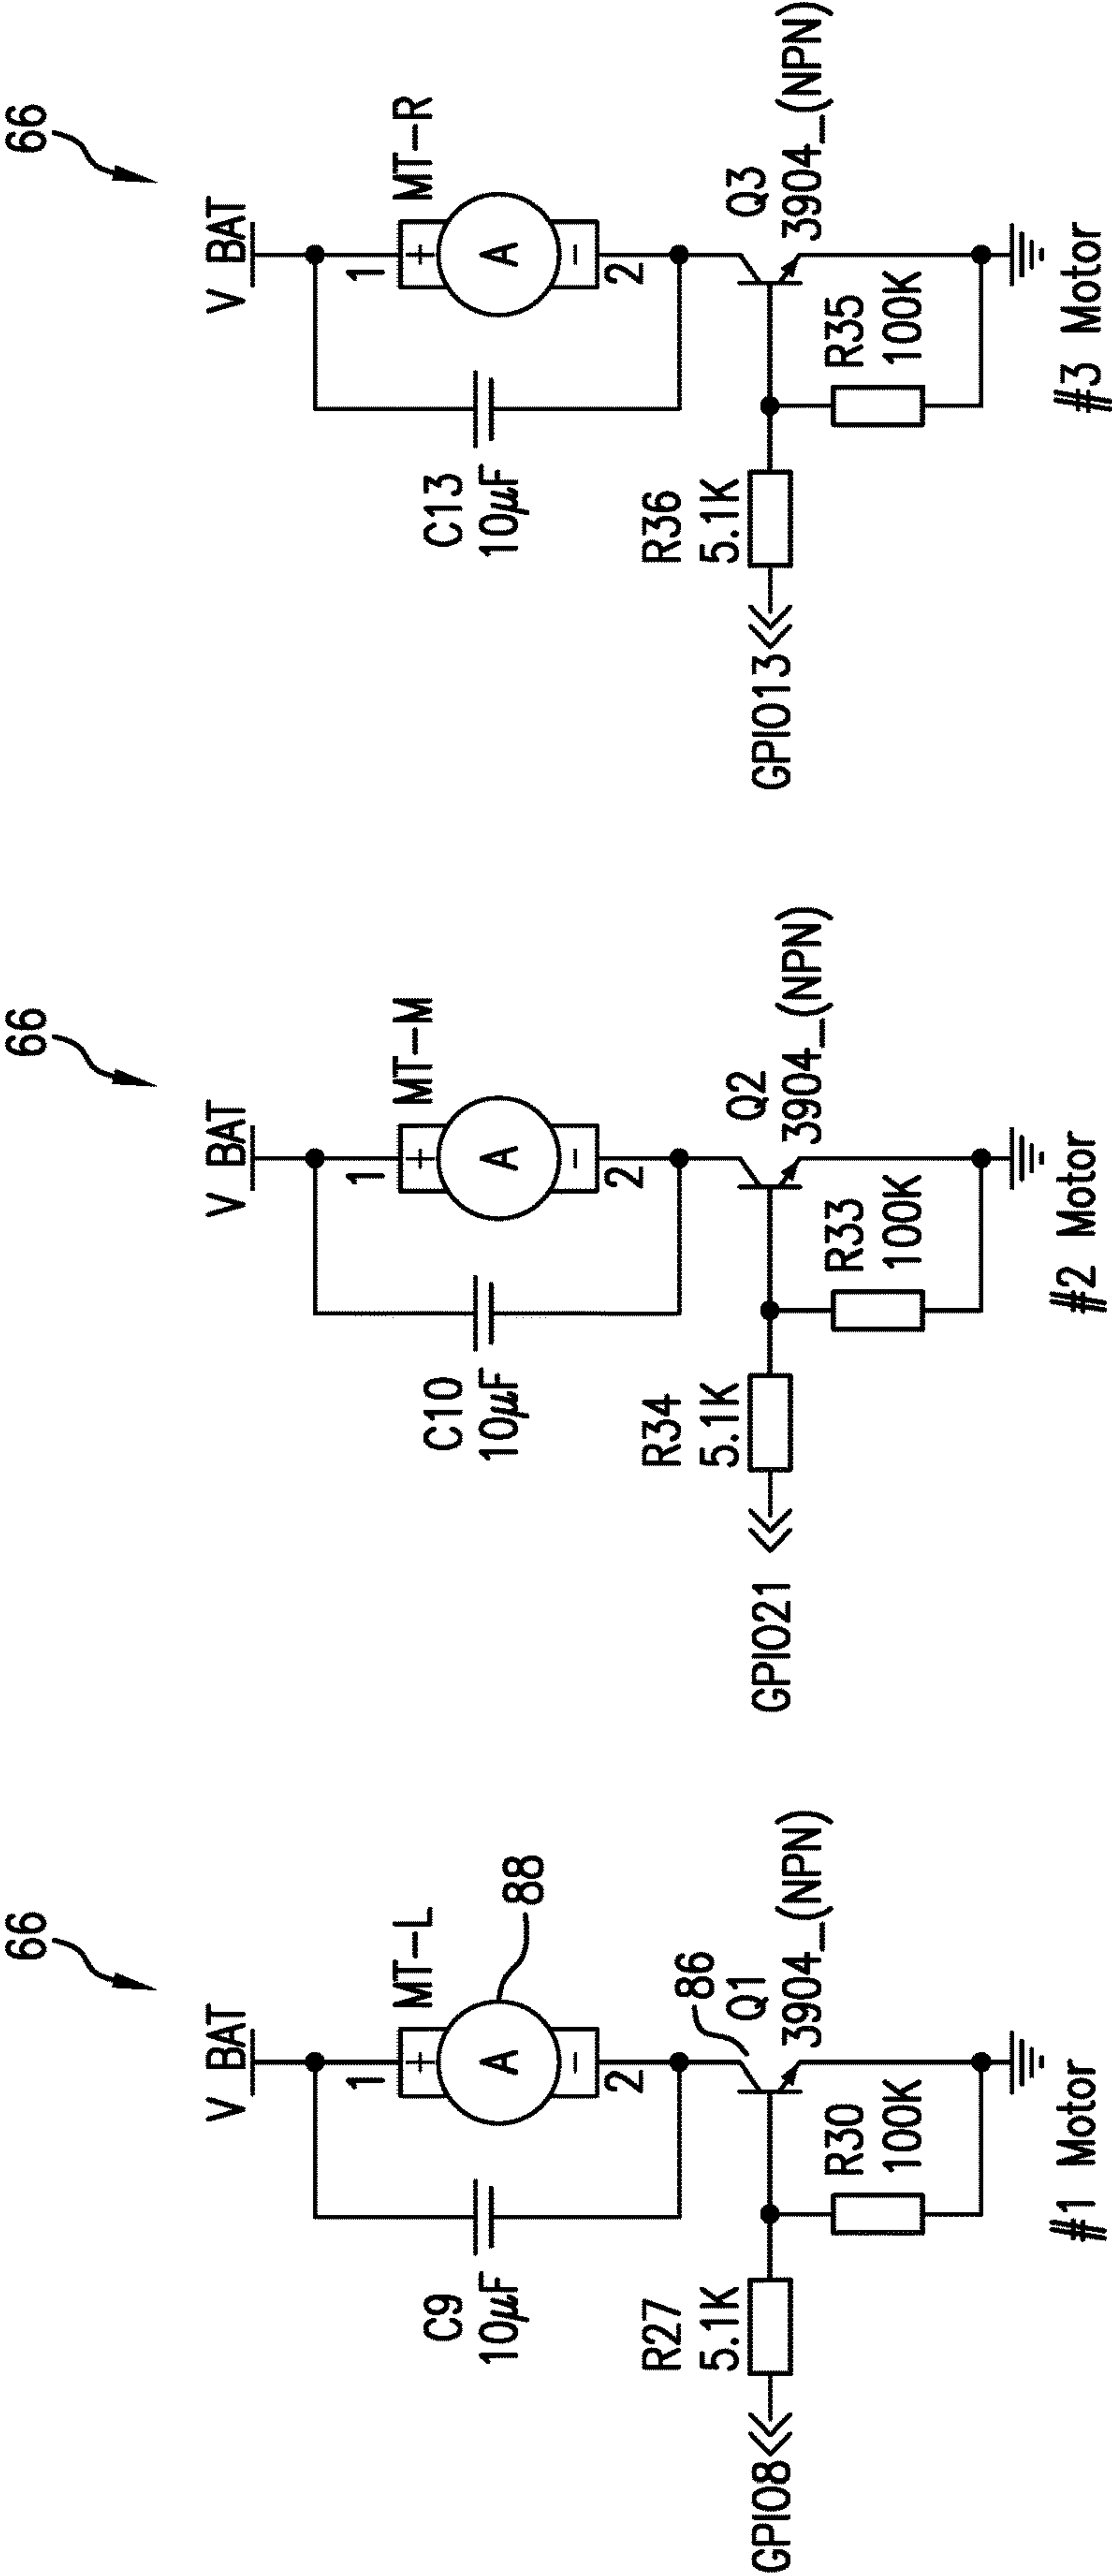 66
V_BAT
1
MT-L
+
A
88
-
2
C9
10µF
86
Q1
3904_(NPN)
R27
5.1K
GPIO8
R30
100K
#1 Motor
66
V_BAT
1
MT-M
+
A
-
2
C10
10µF
Q2
3904_(NPN)
R34
5.1K
GPIO21
R33
100K
#2 Motor
66
V_BAT
1
MT-R
+
A
-
2
C13
10µF
Q3
3904_(NPN)
R36
5.1K
GPIO13
R35
100K
#3 Motor